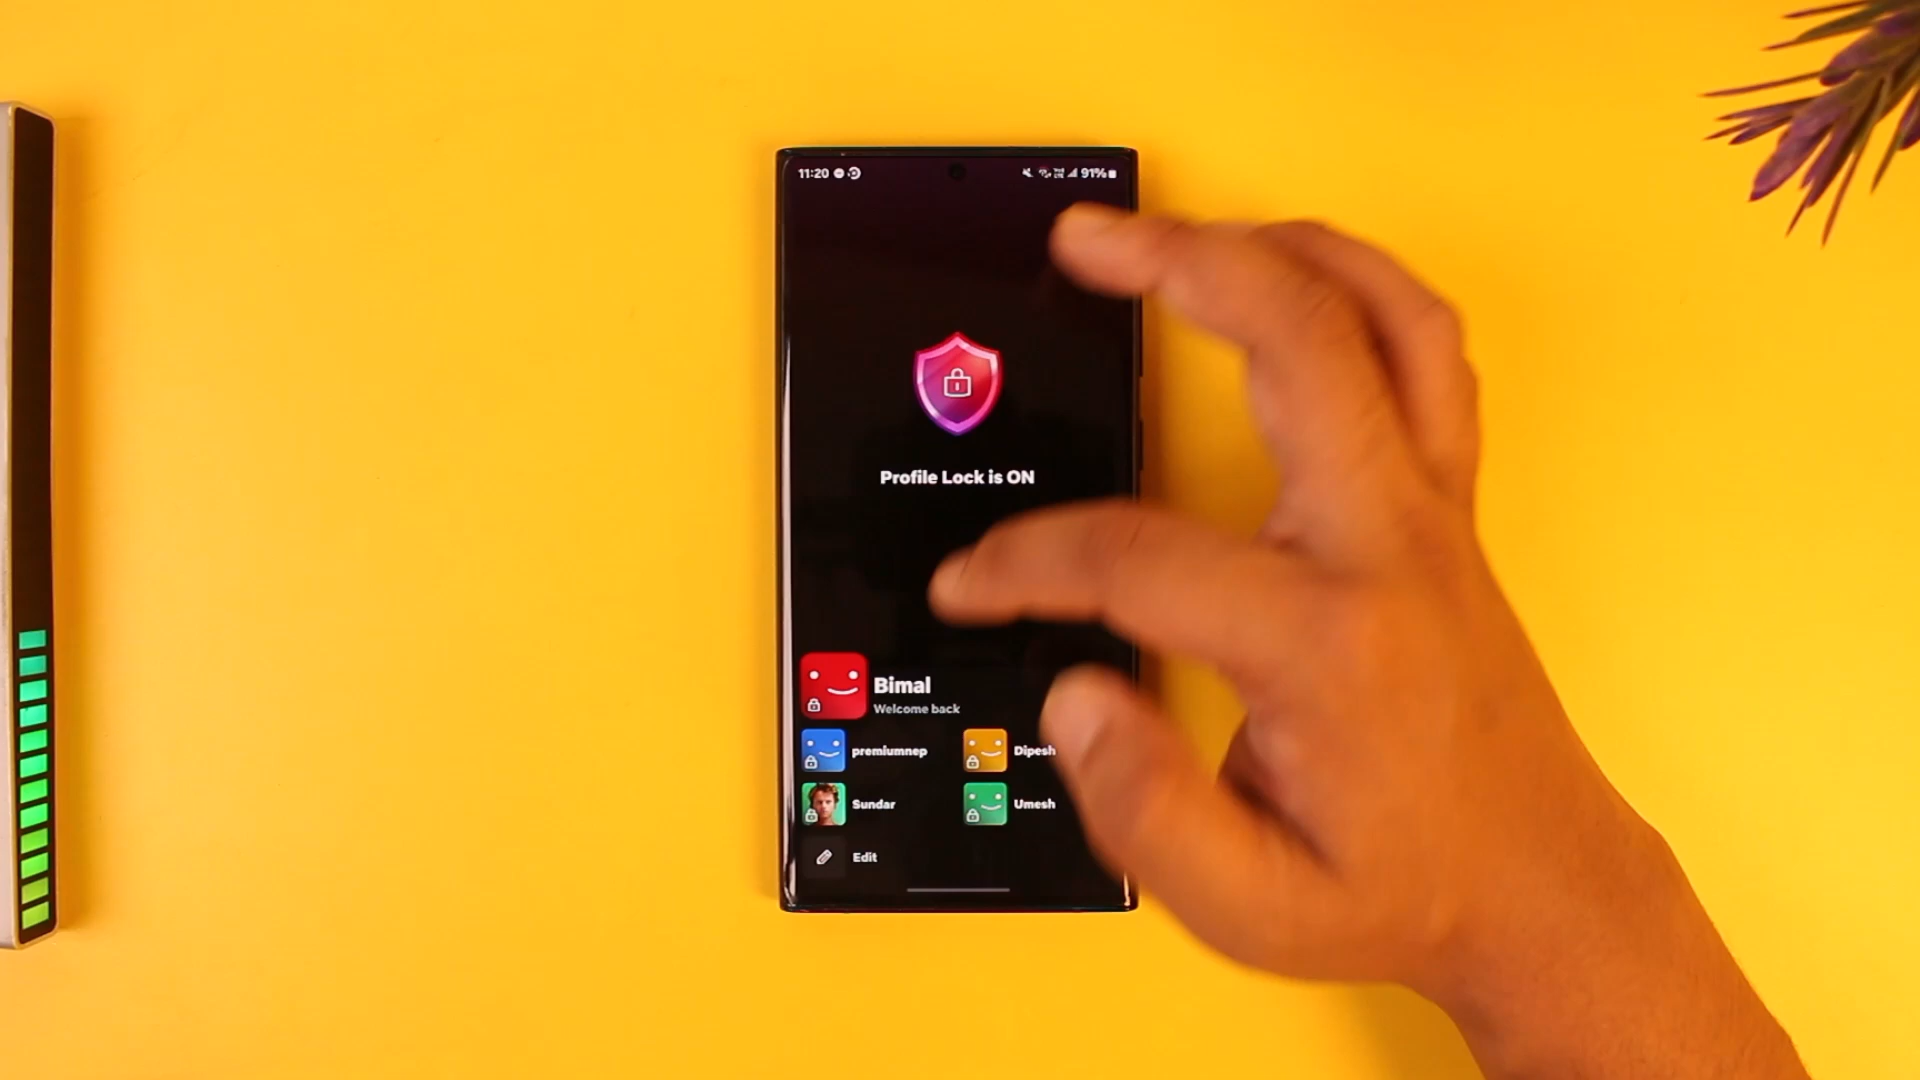 11:20
91%
Profile Lock is ON
Bimal
Welcome back
premiumnep
Dipesh
Sundar
Umesh
Edit